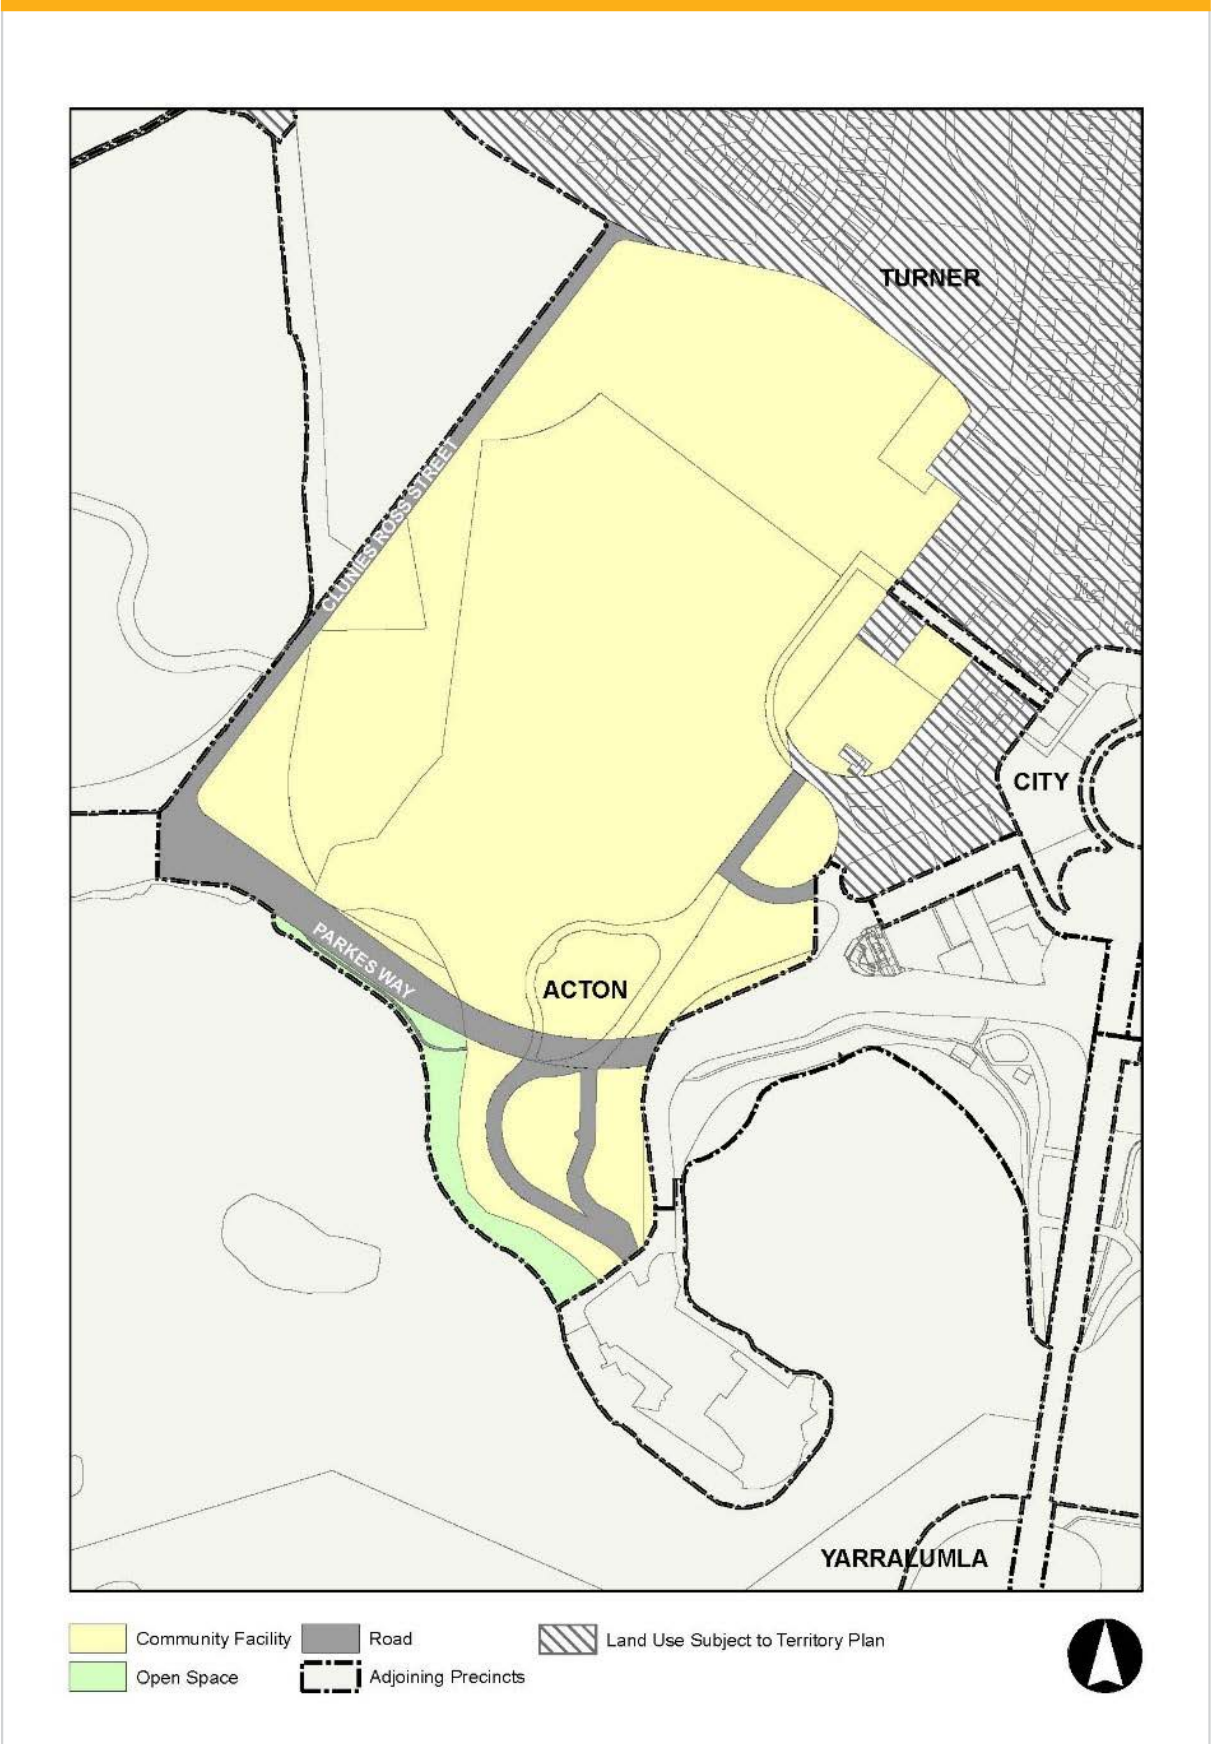 TURNER
CLUNIES ROSS STREET
CITY
PARKES WAY
ACTON
YARRALUMLA
Community Facility
Road
Land Use Subject to Territory Plan
Open Space
Adjoining Precincts